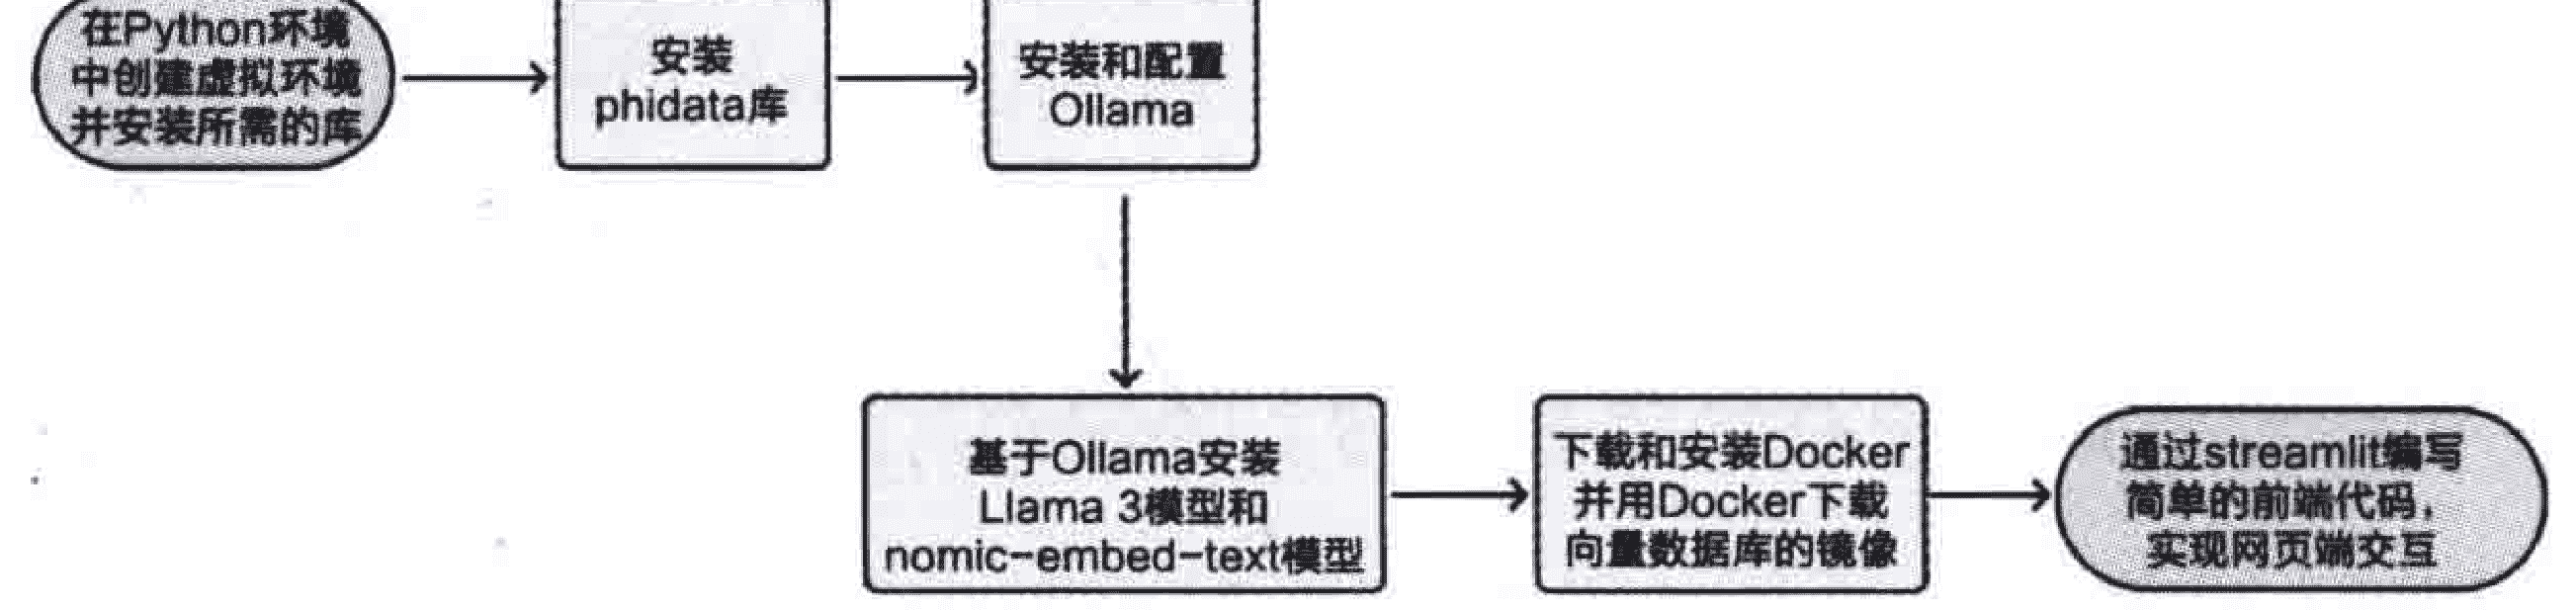 在Python环境
中创建虚拟环境
并安装所需的库
安装
phidata库
安装和配置
Ollama
基于Ollama安装
Llama 3模型和
nomic-embed-text模型
下载和安装Docker
并用Docker下载
向量数据库的镜像
通过streamlit编写
简单的前端代码，
实现网页端交互